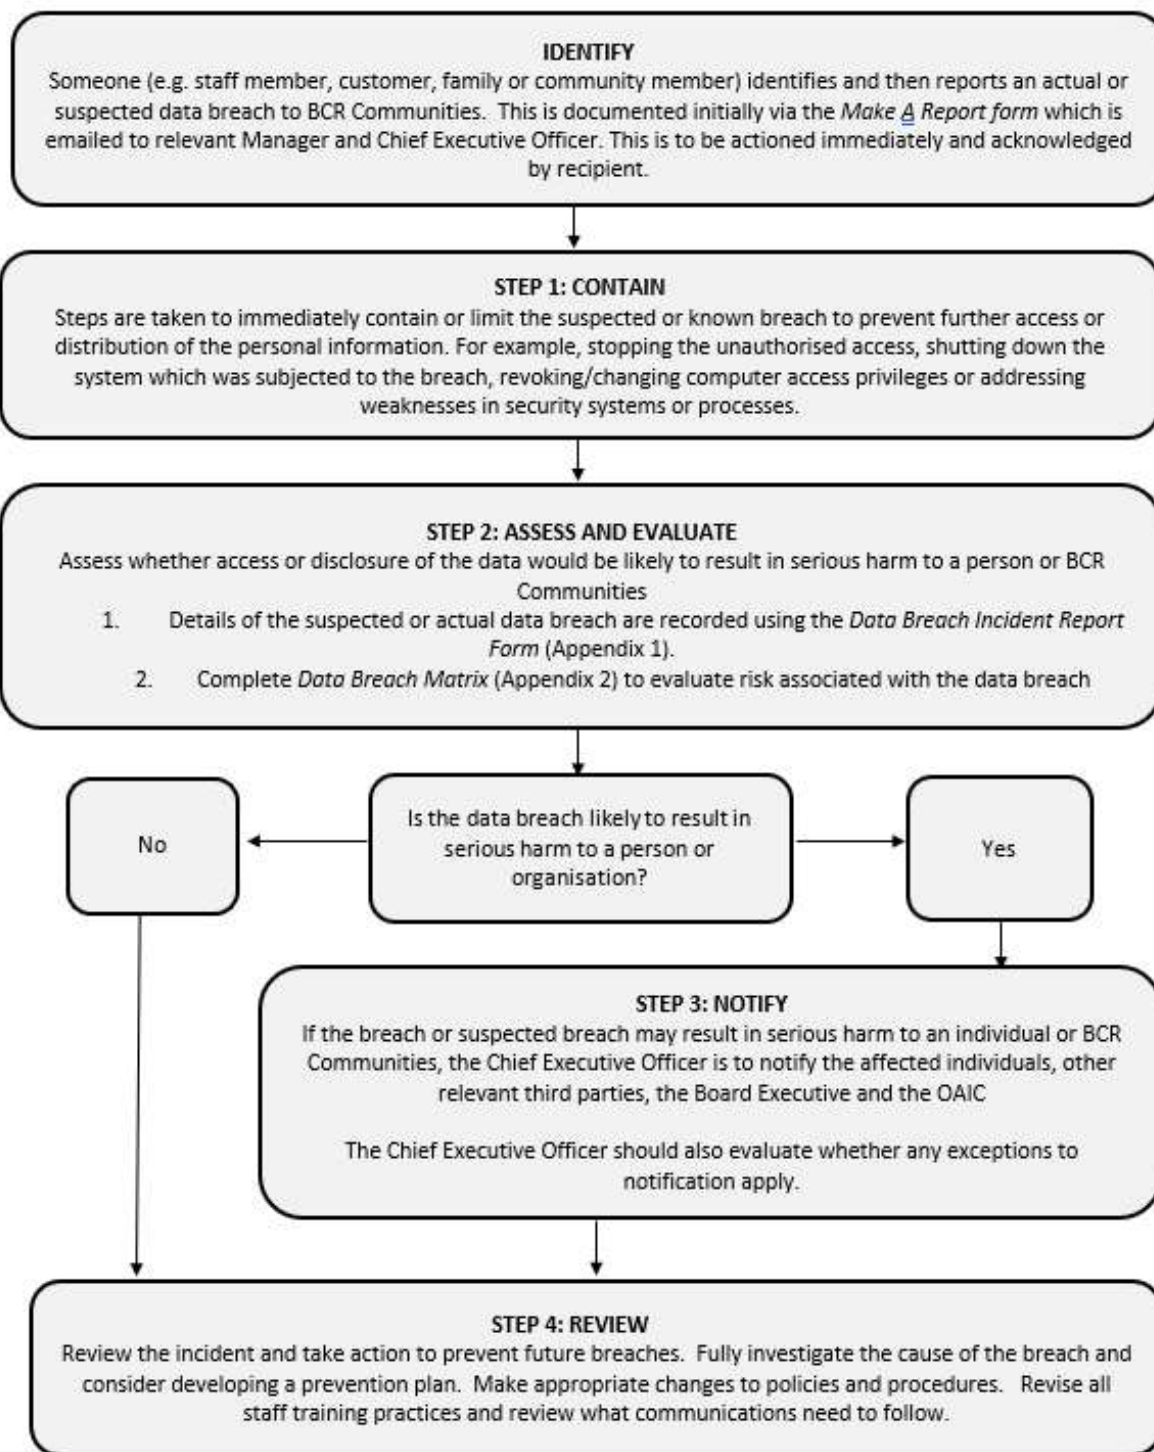 IDENTIFY
Someone (e.g. staff member, customer, family or community member) identifies and then reports an actual or
suspected data breach to BCR Communities.  This is documented initially via the Make A Report form which is
emailed to relevant Manager and Chief Executive Officer. This is to be actioned immediately and acknowledged
by recipient.
STEP 1: CONTAIN
Steps are taken to immediately contain or limit the suspected or known breach to prevent further access or
distribution of the personal information. For example, stopping the unauthorised access, shutting down the
system which was subjected to the breach, revoking/changing computer access privileges or addressing
weaknesses in security systems or processes.
STEP 2: ASSESS AND EVALUATE
Assess whether access or disclosure of the data would be likely to result in serious harm to a person or BCR
Communities
1. Details of the suspected or actual data breach are recorded using the Data Breach Incident Report
Form (Appendix 1).
2. Complete Data Breach Matrix (Appendix 2) to evaluate risk associated with the data breach
No
Is the data breach likely to result in
serious harm to a person or
organisation?
Yes
STEP 3: NOTIFY
If the breach or suspected breach may result in serious harm to an individual or BCR
Communities, the Chief Executive Officer is to notify the affected individuals, other
relevant third parties, the Board Executive and the OAIC
The Chief Executive Officer should also evaluate whether any exceptions to
notification apply.
STEP 4: REVIEW
Review the incident and take action to prevent future breaches.  Fully investigate the cause of the breach and
consider developing a prevention plan.  Make appropriate changes to policies and procedures.   Revise all
staff training practices and review what communications need to follow.